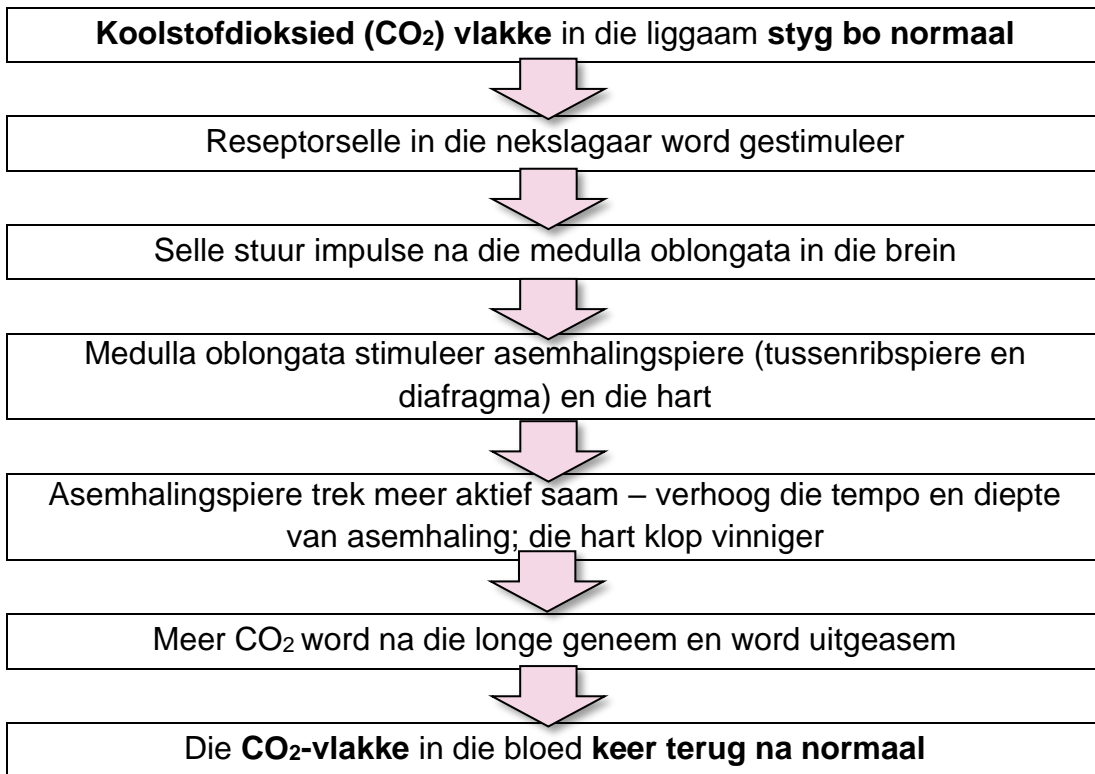 Koolstofdioksied (CO₂) vlakke in die liggaam styg bo normaal
Reseptorselle in die nekslagaar word gestimuleer
Selle stuur impulse na die medulla oblongata in die brein
Medulla oblongata stimuleer asemhalingspiere (tussenribspiere en
diafragma) en die hart
Asemhalingspiere trek meer aktief saam – verhoog die tempo en diepte
van asemhaling; die hart klop vinniger
Meer CO₂ word na die longe geneem en word uitgeasem
Die CO₂-vlakke in die bloed keer terug na normaal